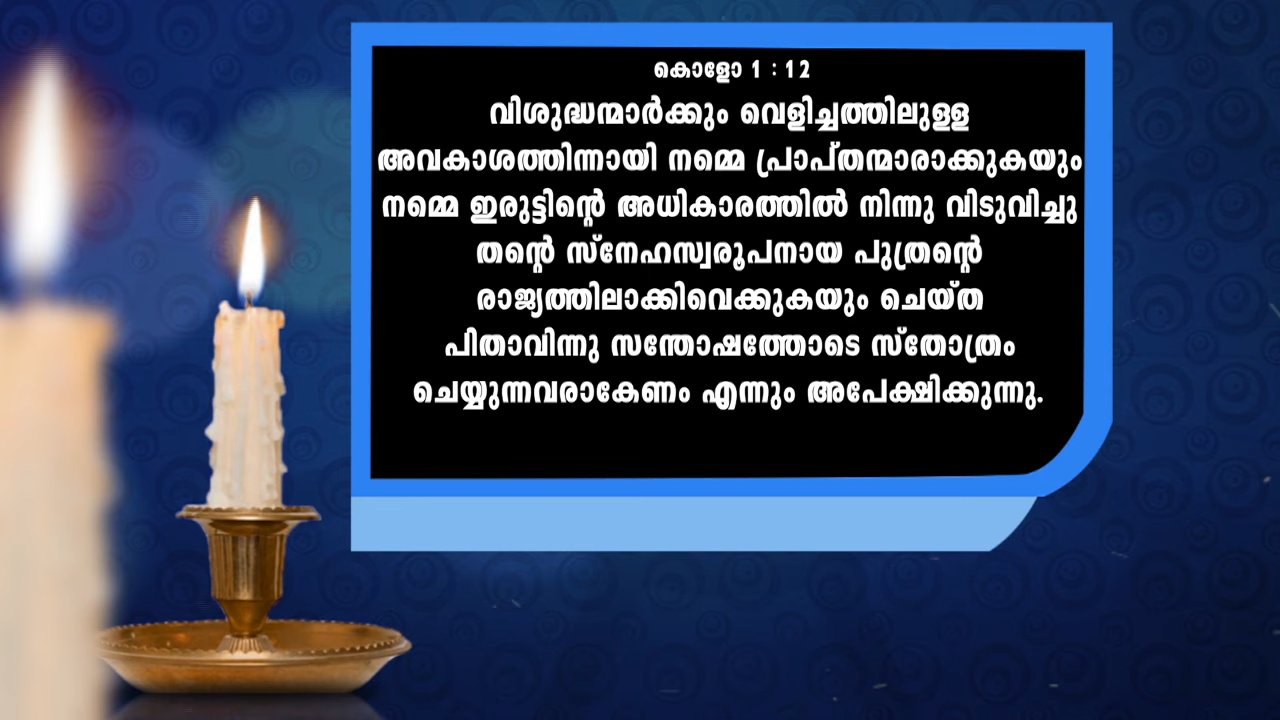 കൊളോ 1 : 12
വിശുദ്ധന്മാർക്കും വെളിച്ചത്തിലുള്ള
അവകാശത്തിന്നായി നമ്മെ പ്രാപ്തന്മാരാക്കുകയും
നമ്മെ ഇരുട്ടിന്റെ അധികാരത്തിൽ നിന്നു വിടുവിച്ചു
തന്റെ സ്നേഹസ്വരൂപനായ പുത്രന്റെ
രാജ്യത്തിലാക്കിവെക്കുകയും ചെയ്ത
പിതാവിന്നു സന്തോഷത്തോടെ സ്തോത്രം
ചെയ്യുന്നവരാകേണം എന്നും അപേക്ഷിക്കുന്നു.